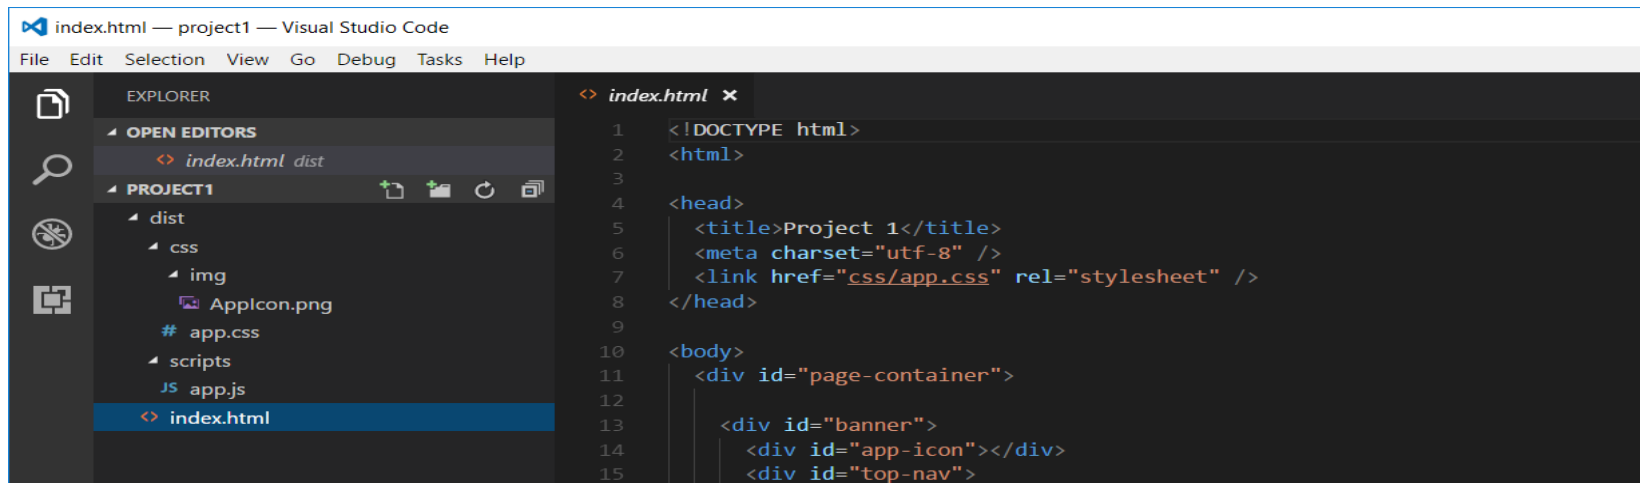 index.html — project1 — Visual Studio Code
File Edit Selection View Go Debug Tasks Help
EXPLORER
OPEN EDITORS
<> index.html dist
PROJECT1
dist
css
img
AppIcon.png
# app.css
scripts
JS app.js
<> index.html
<> index.html ×
1 <!DOCTYPE html>
2 <html>
3
4 <head>
5 <title>Project 1</title>
6 <meta charset="utf-8" />
7 <link href="css/app.css" rel="stylesheet" />
8 </head>
9
10 <body>
11 <div id="page-container">
12
13 <div id="banner">
14 <div id="app-icon"></div>
15 <div id="top-nav">